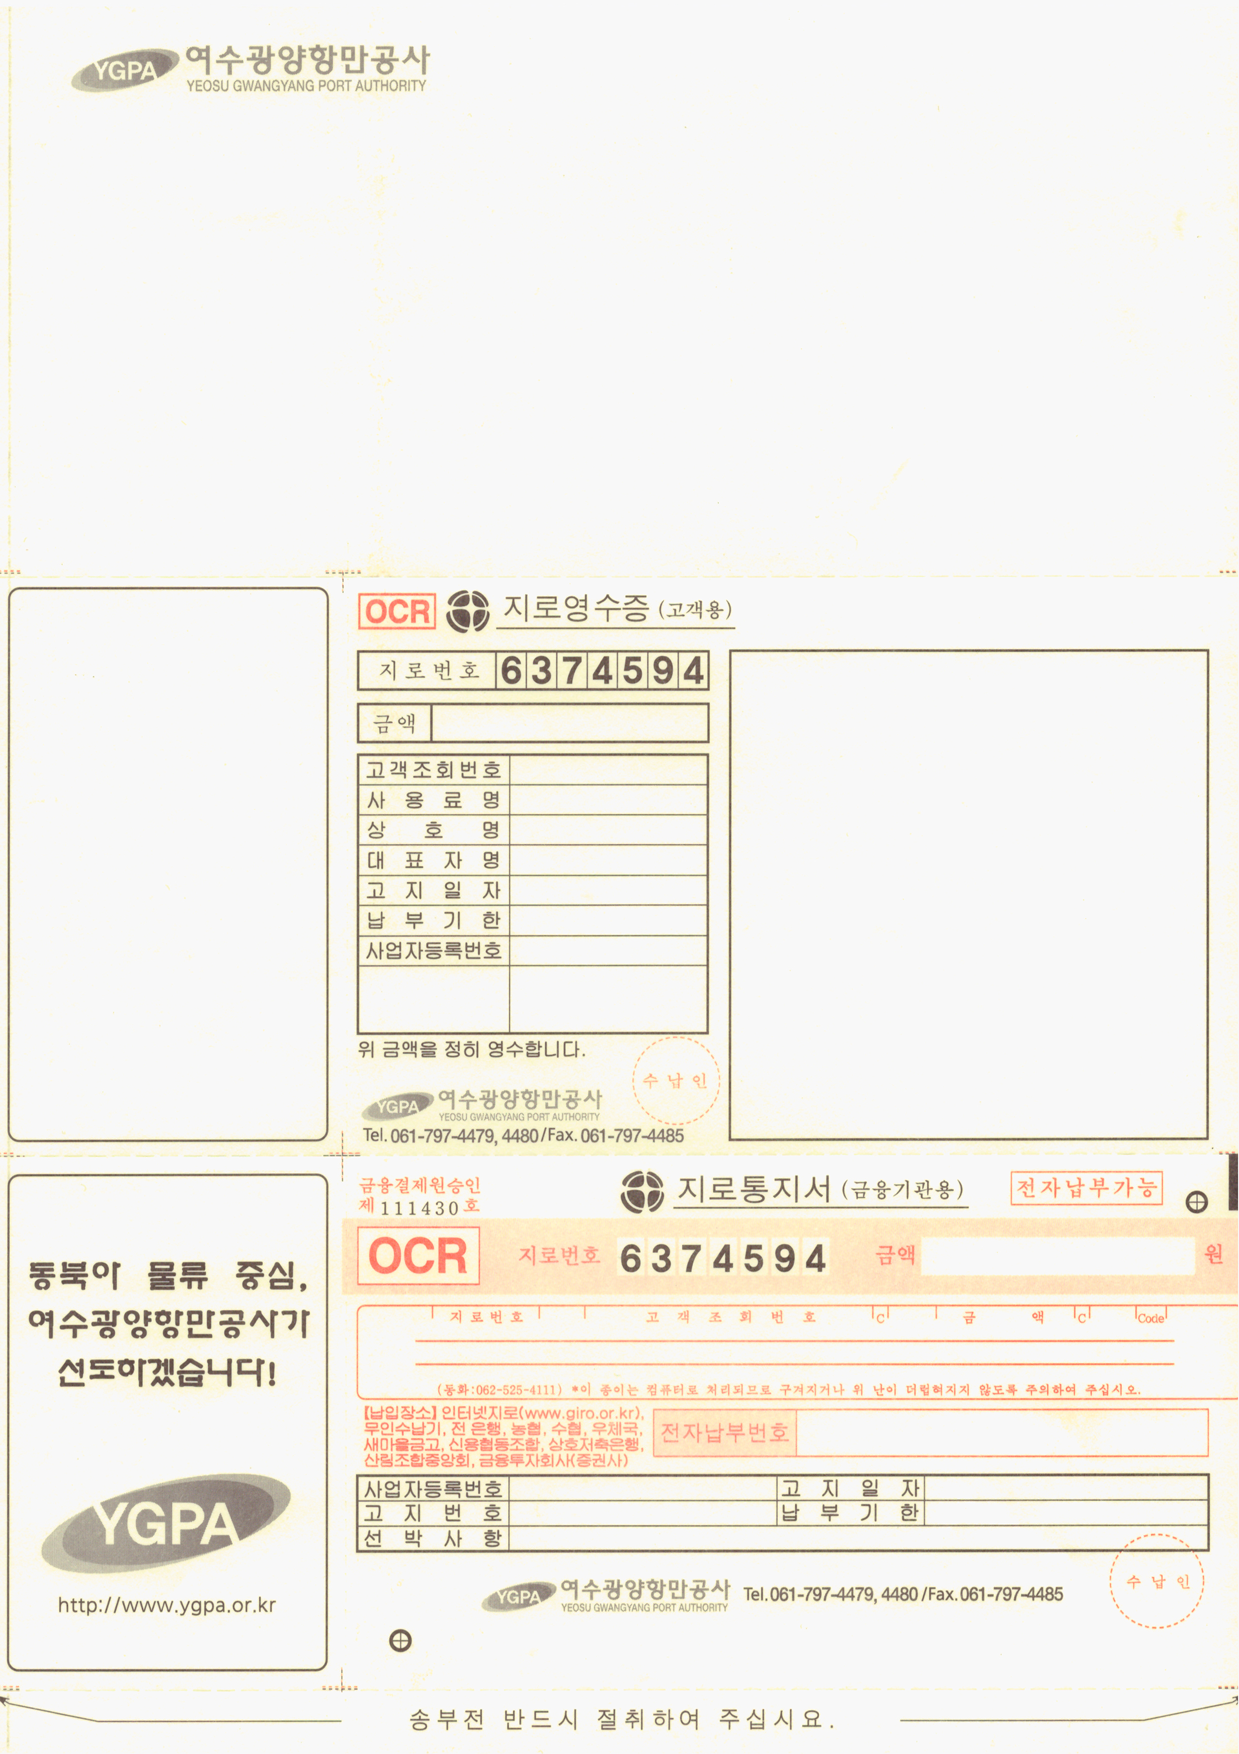 YGPA 여수광양항만공사
YEOSU GWANGYANG PORT AUTHORITY
OCR 지로영수증 (고객용)
지로번호 6374594
금액
고객조회번호
사용료명
상호명
대표자명
고지일자
납부기한
사업자등록번호
위 금액을 정히 영수합니다.
수납인
YGPA 여수광양항만공사
YEOSU GWANGYANG PORT AUTHORITY
Tel. 061-797-4479, 4480/Fax. 061-797-4485
동북아 물류 중심,
여수광양항만공사가
선도하겠습니다!
YGPA
http://www.ygpa.or.kr
금융결제원승인
제111430호
지로통지서 (금융기관용)
전자납부가능
OCR 지로번호 6374594 금액 원
지로번호 고객조회번호 C 금액 C Code
(동화:062-525-4111) *이 종이는 컴퓨터로 처리되므로 구겨지거나 위 난이 더럽혀지지 않도록 주의하여 주십시오.
【납입장소】인터넷지로(www.giro.or.kr),
무인수납기, 전 은행, 농협, 수협, 우체국,
새마을금고, 신용협동조합, 상호저축은행,
산림조합중앙회, 금융투자회사(증권사)
전자납부번호
사업자등록번호 고지일자
고지번호 납부기한
선박사항
수납인
YGPA 여수광양항만공사 Tel. 061-797-4479, 4480/Fax. 061-797-4485
YEOSU GWANGYANG PORT AUTHORITY
송부전 반드시 절취하여 주십시요.